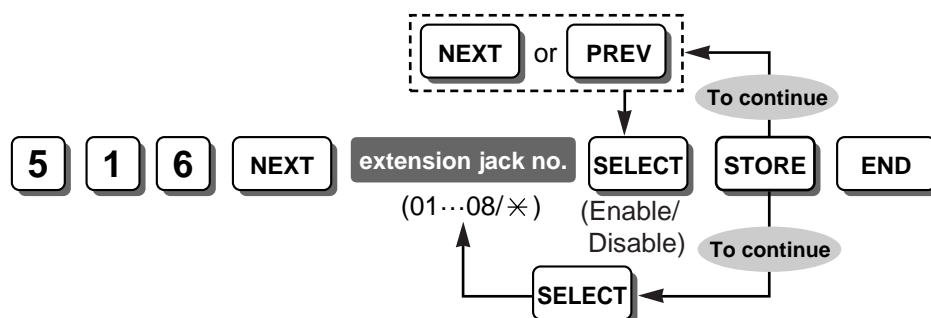 NEXT or PREV
To continue
5 1 6 NEXT extension jack no. SELECT STORE END
(01···08/✳)
(Enable/
Disable)
To continue
SELECT